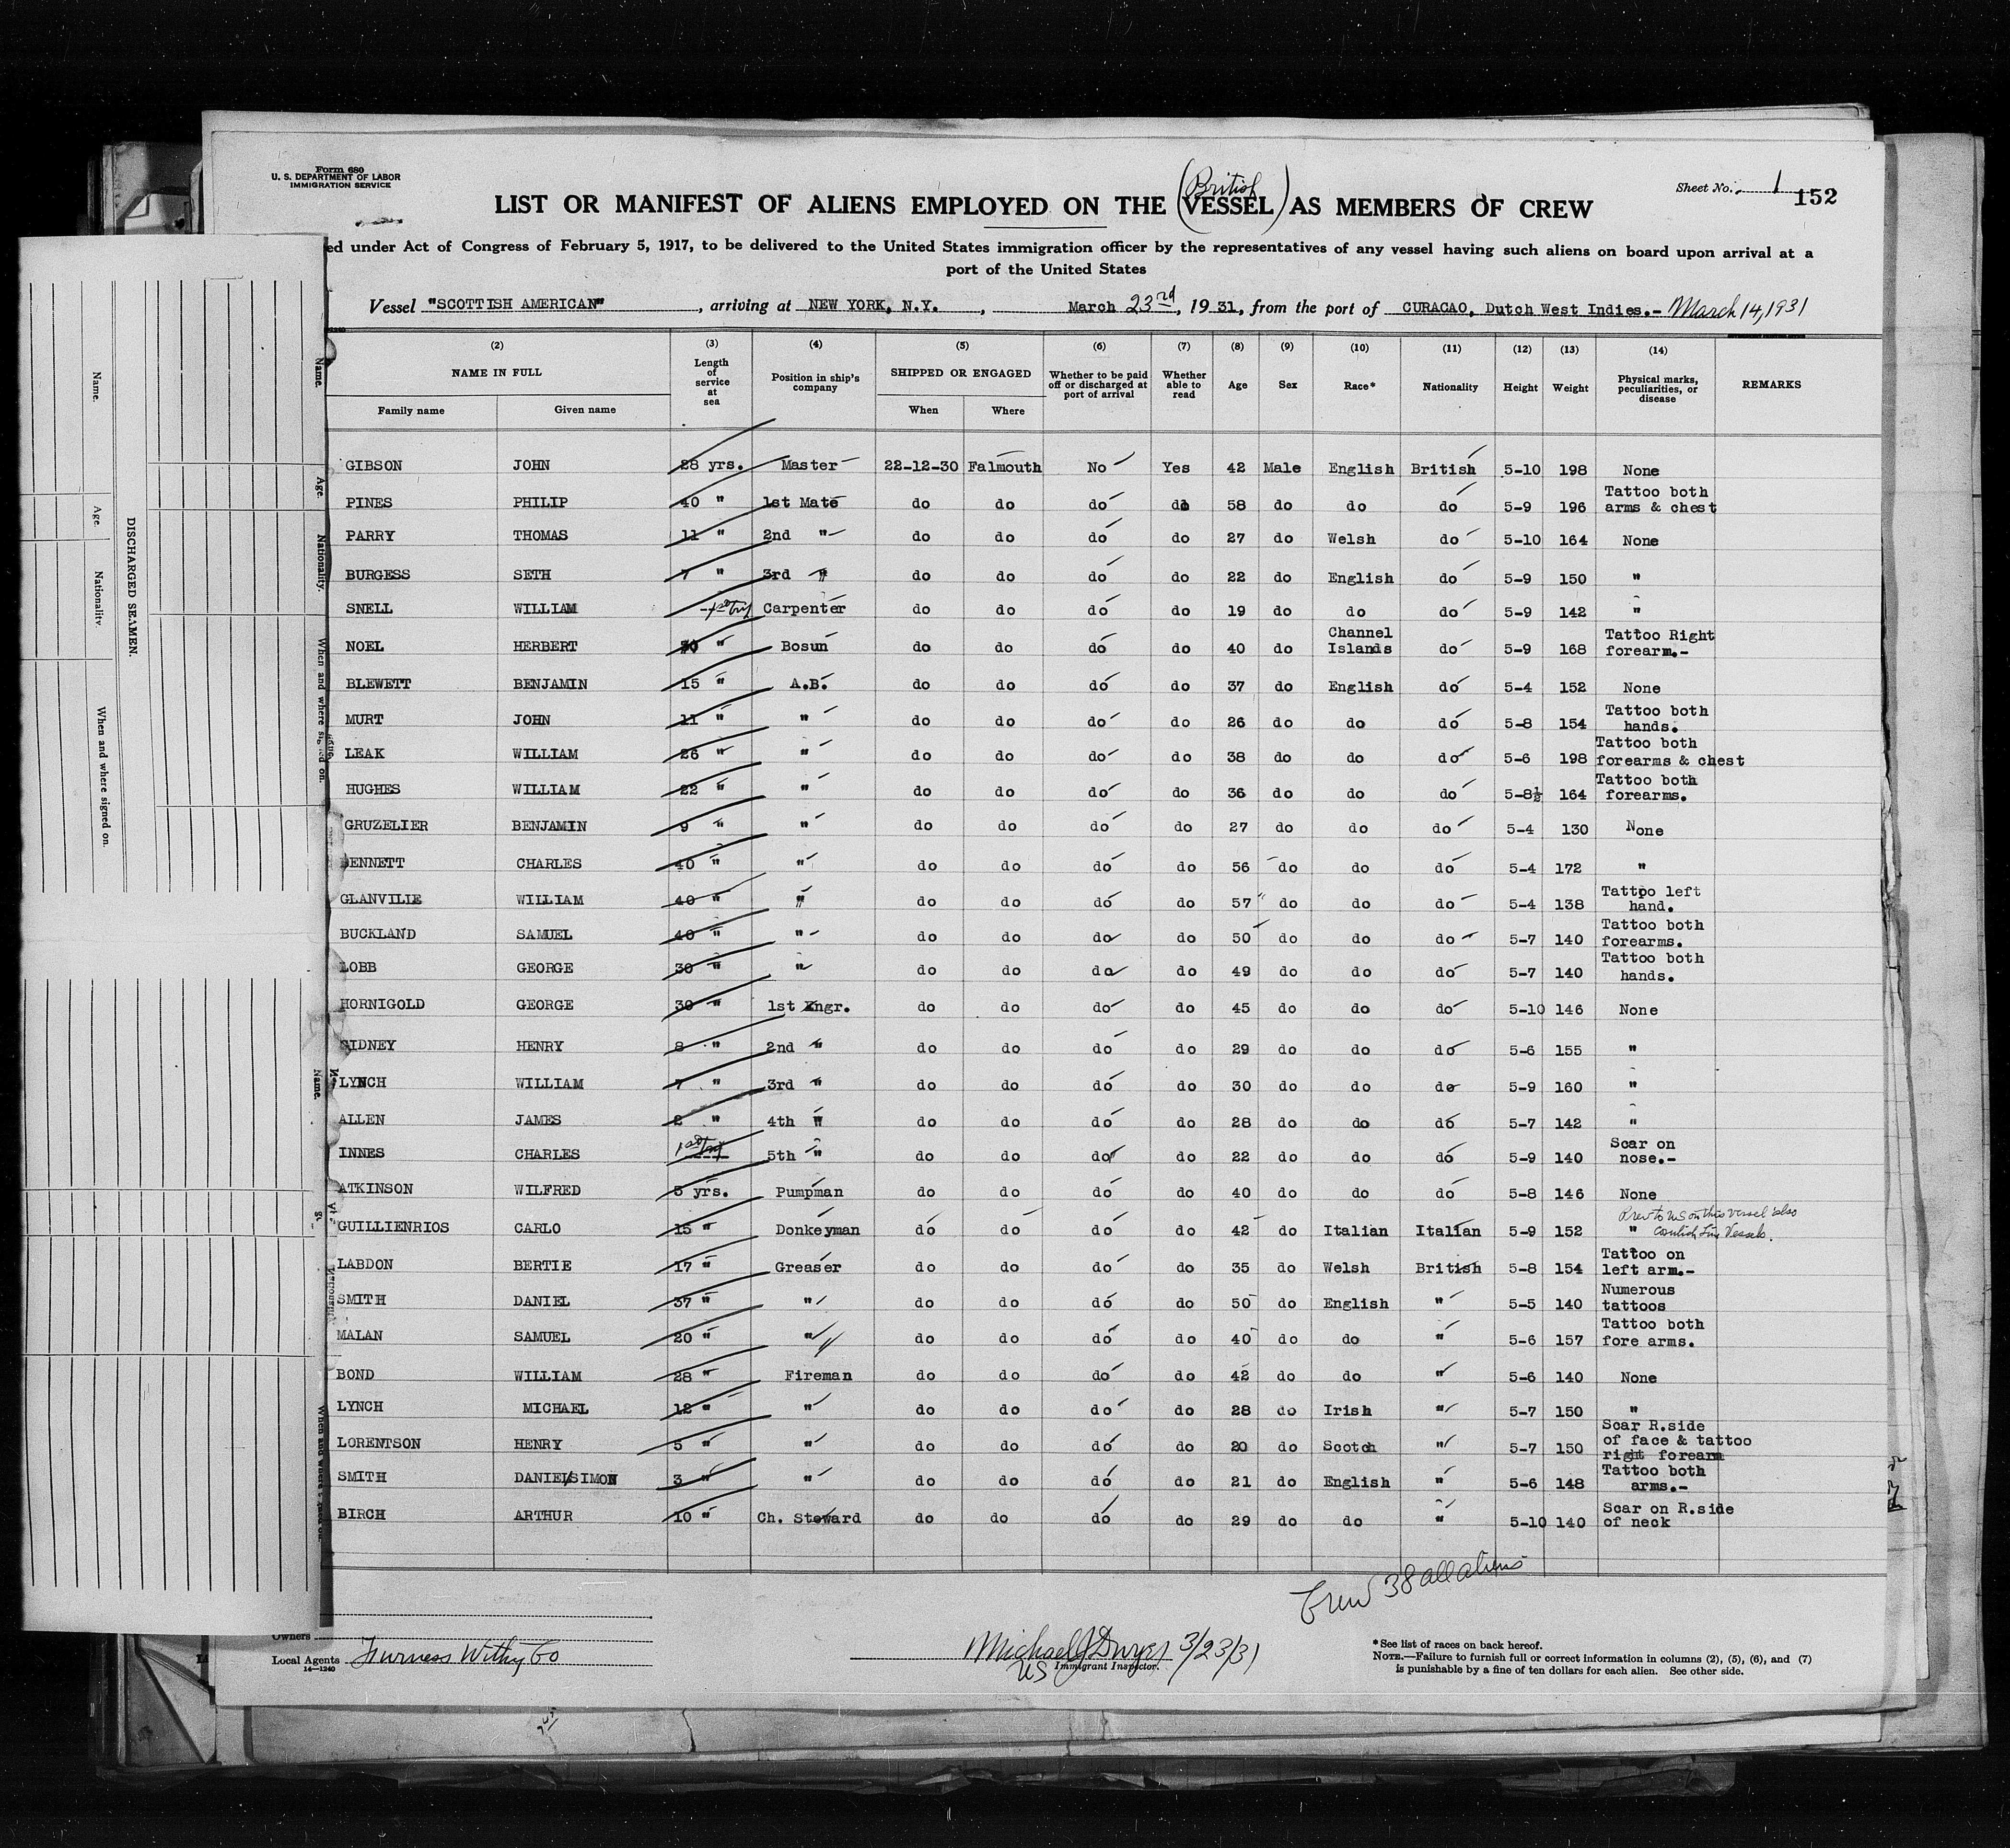 Form 680
U. S. DEPARTMENT OF LABOR
IMMIGRATION SERVICE
Sheet No. 1
152
(British)
LIST OR MANIFEST OF ALIENS EMPLOYED ON THE VESSEL AS MEMBERS OF CREW
ed under Act of Congress of February 5, 1917, to be delivered to the United States immigration officer by the representatives of any vessel having such aliens on board upon arrival at a
port of the United States
Vessel "SCOTTISH AMERICAN", arriving at NEW YORK, N.Y., March 23rd, 1931, from the port of CURACAO, Dutch West Indies.- March 14, 1931
(2) (3) (4) (5) (6) (7) (8) (9) (10) (11) (12) (13) (14)
NAME IN FULL Length of service at sea Position in ship's company SHIPPED OR ENGAGED Whether to be paid off or discharged at port of arrival Whether able to read Age Sex Race* Nationality Height Weight Physical marks, peculiarities, or disease REMARKS
Family name Given name When Where
GIBSON JOHN 28 yrs. Master 22-12-30 Falmouth No Yes 42 Male English British 5-10 198 None
PINES PHILIP 40 " 1st Mate do do do do 58 do do do 5-9 196 Tattoo both arms & chest
PARRY THOMAS 11 " 2nd " do do do do 27 do Welsh do 5-10 164 None
BURGESS SETH 7 " 3rd " do do do do 22 do English do 5-9 150 "
SNELL WILLIAM 1st try Carpenter do do do do 19 do do do 5-9 142 "
NOEL HERBERT " Bosun do do do do 40 do Channel Islands do 5-9 168 Tattoo Right forearm.-
BLEWETT BENJAMIN 15 " A.B. do do do do 37 do English do 5-4 152 None
MURT JOHN 11 " " do do do do 26 do do do 5-8 154 Tattoo both hands.
LEAK WILLIAM 26 " " do do do do 38 do do do 5-6 198 Tattoo both forearms & chest
HUGHES WILLIAM 22 " " do do do do 36 do do do 5-8½ 164 Tattoo both forearms.
GRUZELIER BENJAMIN 9 " " do do do do 27 do do do 5-4 130 None
BENNETT CHARLES 40 " " do do do do 56 do do do 5-4 172 "
GLANVILLE WILLIAM 40 " " do do do do 57 do do do 5-4 138 Tattoo left hand.
BUCKLAND SAMUEL 40 " " do do do do 50 do do do 5-7 140 Tattoo both forearms.
LOBB GEORGE 30 " " do do do do 49 do do do 5-7 140 Tattoo both hands.
HORNIGOLD GEORGE 30 " 1st Engr. do do do do 45 do do do 5-10 146 None
SIDNEY HENRY 8 " 2nd " do do do do 29 do do do 5-6 155 "
LYNCH WILLIAM 7 " 3rd " do do do do 30 do do do 5-9 160 "
ALLEN JAMES 2 " 4th " do do do do 28 do do do 5-7 142 "
INNES CHARLES 1st try 5th " do do do do 22 do do do 5-9 140 Scar on nose.-
ATKINSON WILFRED 5 yrs. Pumpman do do do do 40 do do do 5-8 146 None
GUILLIENRIOS CARLO 15 " Donkeyman do do do do 42 do Italian Italian 5-9 152 " Prev to US on this vessel also Vessels.
LABDON BERTIE 17 " Greaser do do do do 35 do Welsh British 5-8 154 Tattoo on left arm.-
SMITH DANIEL 37 " " do do do do 50 do English " 5-5 140 Numerous tattoos
MALAN SAMUEL 20 " " do do do do 40 do do " 5-6 157 Tattoo both fore arms.
BOND WILLIAM 28 " Fireman do do do do 42 do do " 5-6 140 None
LYNCH MICHAEL 12 " " do do do do 28 do Irish " 5-7 150 "
LORENTSON HENRY 5 " " do do do do 20 do Scotch " 5-7 150 Scar R.side of face & tattoo right forearm
SMITH DANIEL/SIMON 3 " " do do do do 21 do English " 5-6 148 Tattoo both arms.-
BIRCH ARTHUR 10 " Ch. Steward do do do do 29 do do " 5-10 140 Scar on R.side of neck
Crew 38 all aliens
Owners
Local Agents Furness Withy Co
14—1240
Michael J Dwyer 3/23/31
US Immigrant Inspector.
*See list of races on back hereof.
NOTE.—Failure to furnish full or correct information in columns (2), (5), (6), and (7)
is punishable by a fine of ten dollars for each alien. See other side.
DISCHARGED SEAMEN.
Name. Age. Nationality. When and where signed on.
Name. Age. Nationality. When and where signed on.